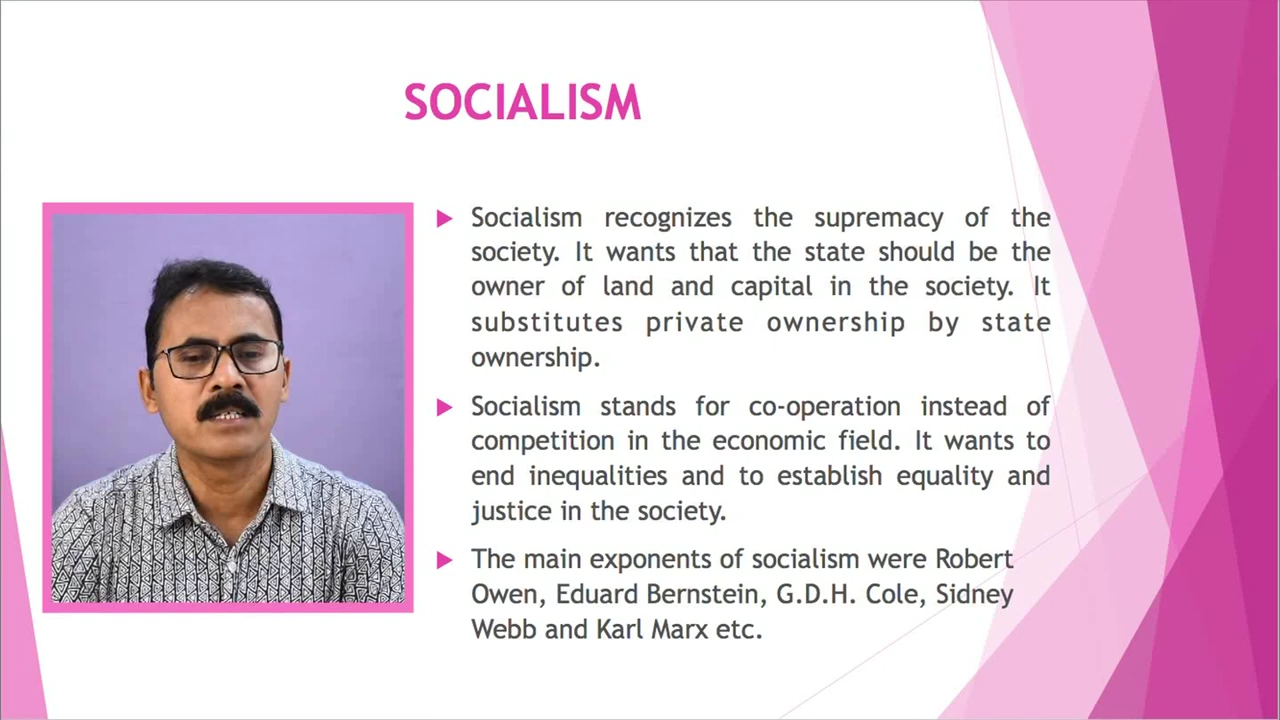 SOCIALISM
Socialism recognizes the supremacy of the
society. It wants that the state should be the
owner of land and capital in the society. It
substitutes private ownership by state
ownership.
Socialism stands for co-operation instead of
competition in the economic field. It wants to
end inequalities and to establish equality and
justice in the society.
The main exponents of socialism were Robert
Owen, Eduard Bernstein, G.D.H. Cole, Sidney
Webb and Karl Marx etc.